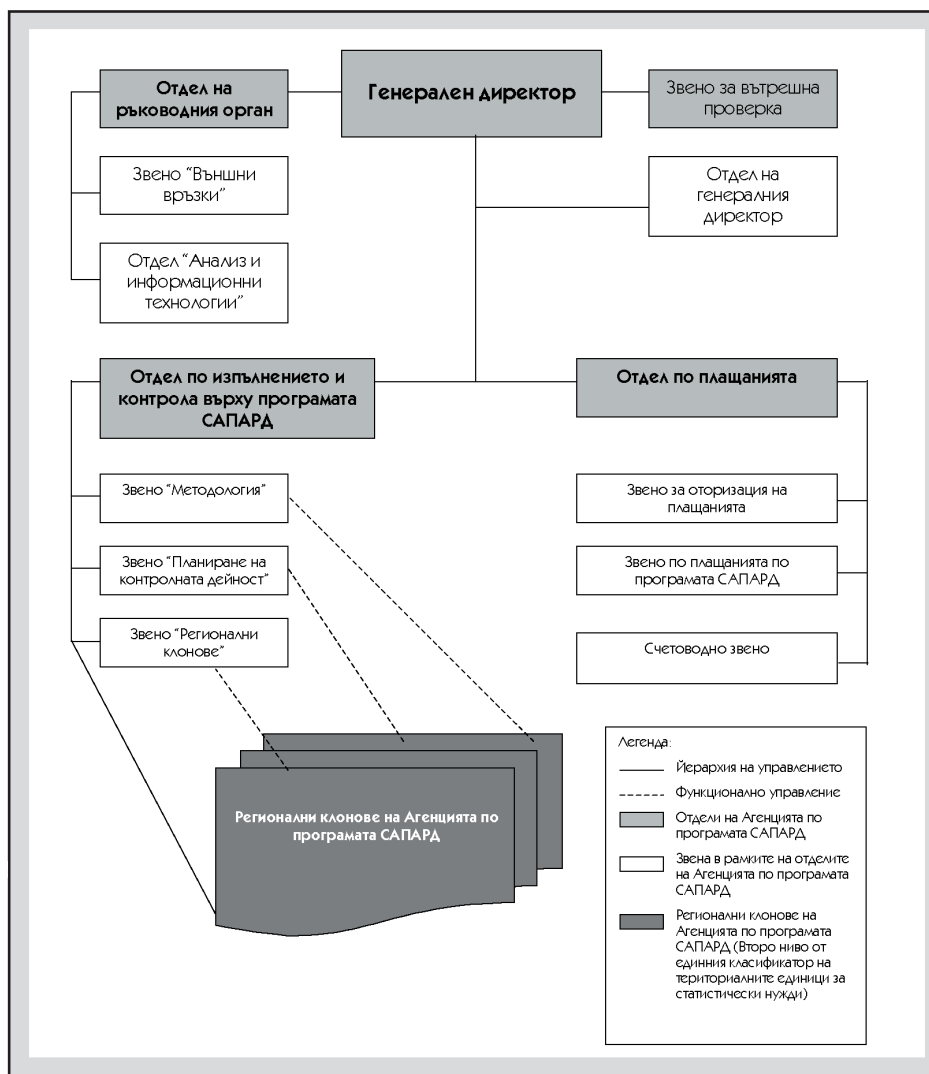 Отдел на
ръководния орган
Генерален директор
Звено за вътрешна
проверка
Звено "Външни
връзки"
Отдел на
генералния
директор
Отдел "Анализ и
информационни
технологии"
Отдел по изпълнението и
контрола върху програмата
САПАРД
Отдел по плащанията
Звено "Методология"
Звено "Планиране на
контролната дейност"
Звено "Регионални
клонове"
Звено за оторизация на
плащанията
Звено по плащанията по
програмата САПАРД
Счетоводно звено
Регионални клонове на Агенцията по
програмата САПАРД
Легенда:
Йерархия на управлението
Функционално управление
Отдели на Агенцията по
програмата САПАРД
Звена в рамките на отделите
на Агенцията по програмата
САПАРД
Регионални клонове на
Агенцията по програмата
САПАРД (Второ ниво от
единния класификатор на
териториалните единици за
статистически нужди)